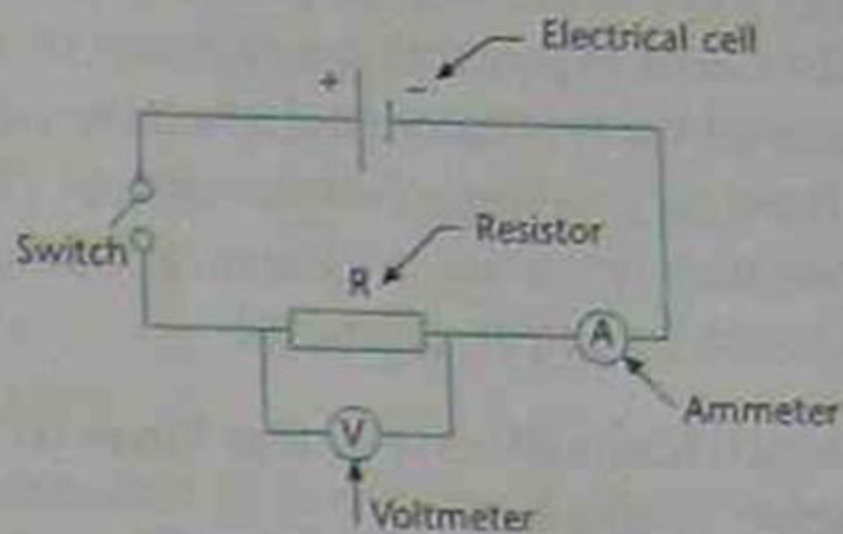 Electrical cell
+ −
Switch
Resistor
R
A
Ammeter
V
Voltmeter